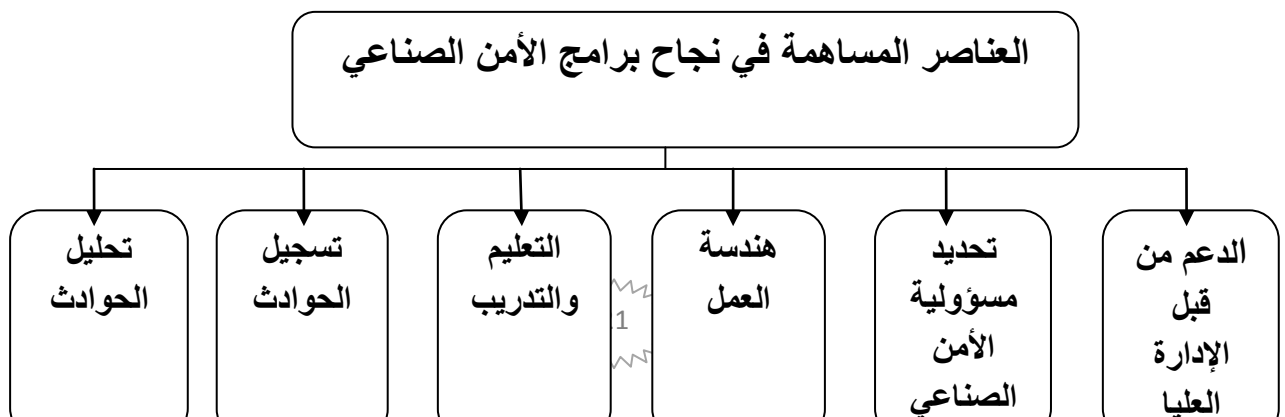 العناصر المساهمة في نجاح برامج الأمن الصناعي
الدعم من
قبل
الإدارة
العليا
تحديد
مسؤولية
الأمن
الصناعي
هندسة
العمل
التعليم
والتدريب
تسجيل
الحوادث
تحليل
الحوادث